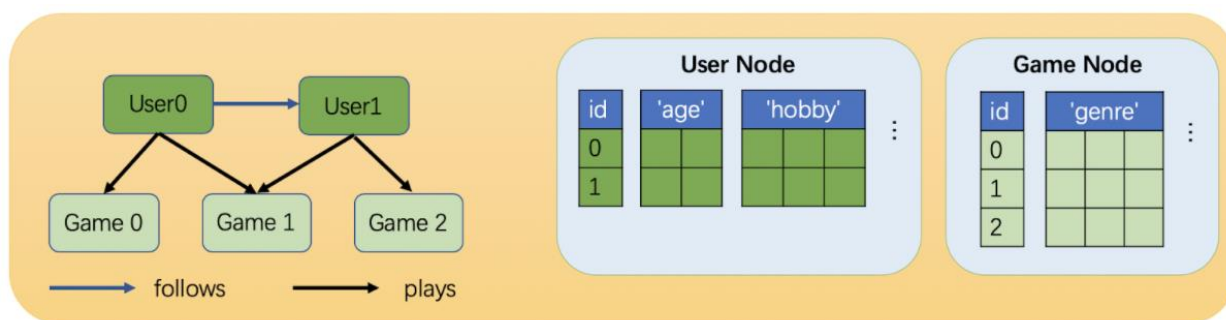 User0
User1
Game 0
Game 1
Game 2
follows
plays
User Node
id
'age'
'hobby'
⋮
0
1
Game Node
id
'genre'
⋮
0
1
2